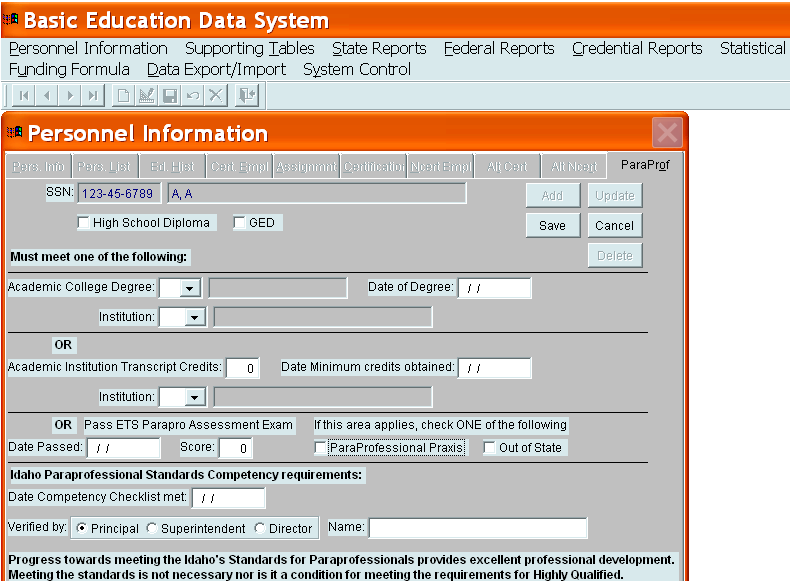 Basic Education Data System
Personnel Information Supporting Tables State Reports Federal Reports Credential Reports Statistical
Funding Formula Data Export/Import System Control
Personnel Information
Pers. Info Pers. List Ed. Hist Cert. Empl Assignmnt Certification Ncert Empl Alt Cert Alt Ncert ParaProf
SSN: 123-45-6789 A, A Add Update
High School Diploma GED Save Cancel
Must meet one of the following: Delete
Academic College Degree: Date of Degree: / /
Institution:
OR
Academic Institution Transcript Credits: 0 Date Minimum credits obtained: / /
Institution:
OR Pass ETS Parapro Assessment Exam If this area applies, check ONE of the following
Date Passed: / / Score: 0 ParaProfessional Praxis Out of State
Idaho Paraprofessional Standards Competency requirements:
Date Competency Checklist met: / /
Verified by: Principal Superintendent Director Name:
Progress towards meeting the Idaho's Standards for Paraprofessionals provides excellent professional development.
Meeting the standards is not necessary nor is it a condition for meeting the requirements for Highly Qualified.